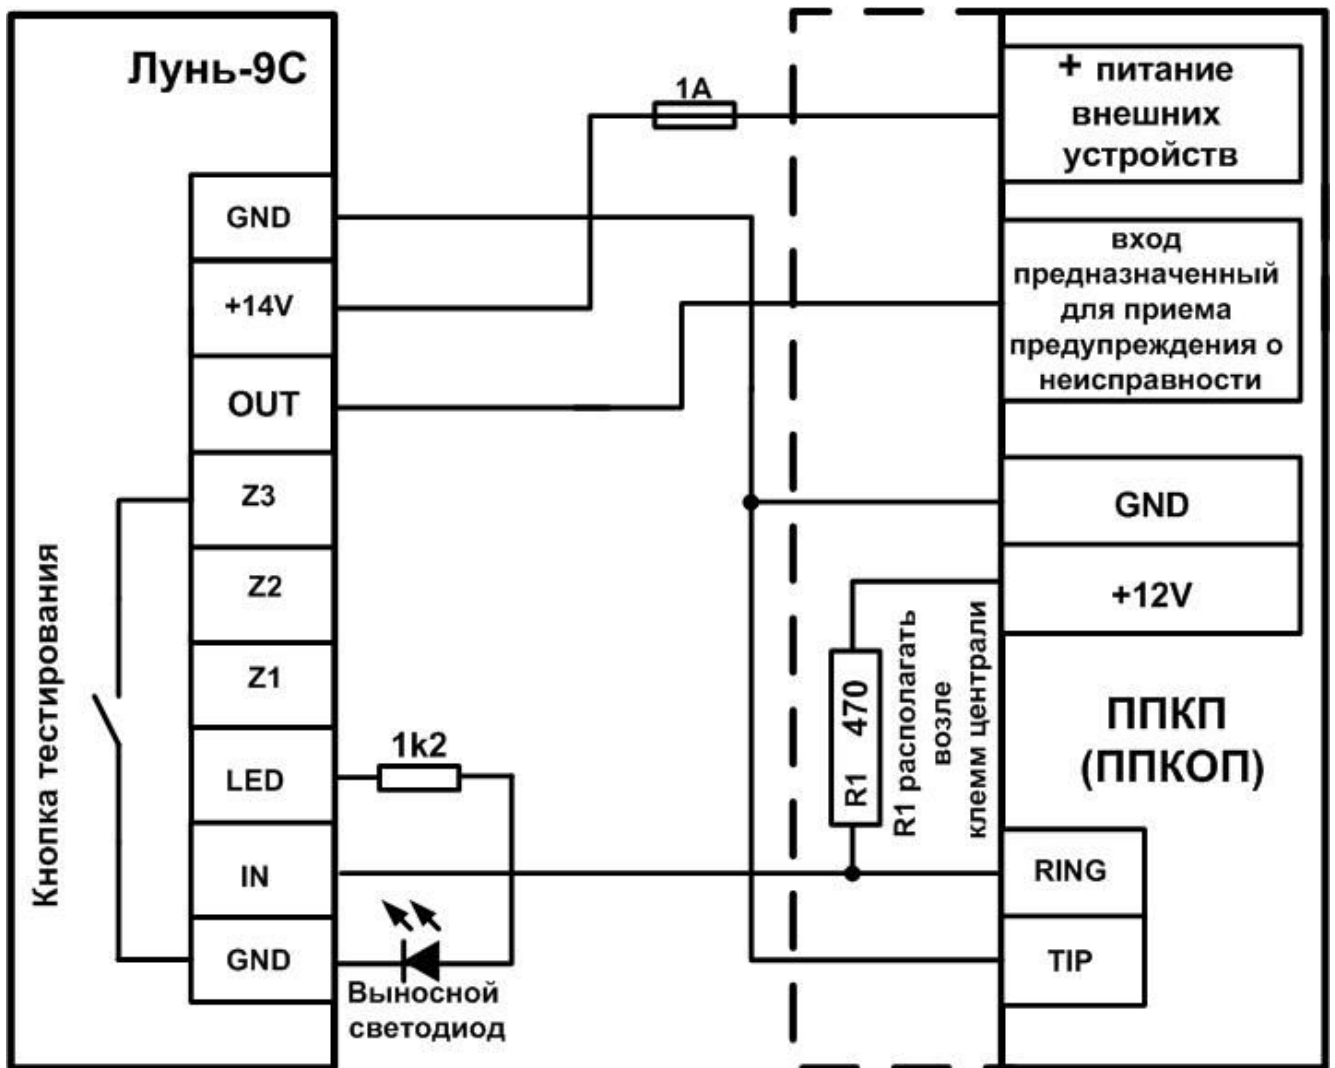 Лунь-9С
GND
+14V
OUT
Z3
Z2
Z1
LED
IN
GND
Кнопка тестирования
1А
1k2
Выносной
светодиод
+ питание
внешних
устройств
вход
предназначенный
для приема
предупреждения о
неисправности
GND
+12V
R1 470
R1 располагать
возле
клемм централи
ППКП
(ППКОП)
RING
TIP